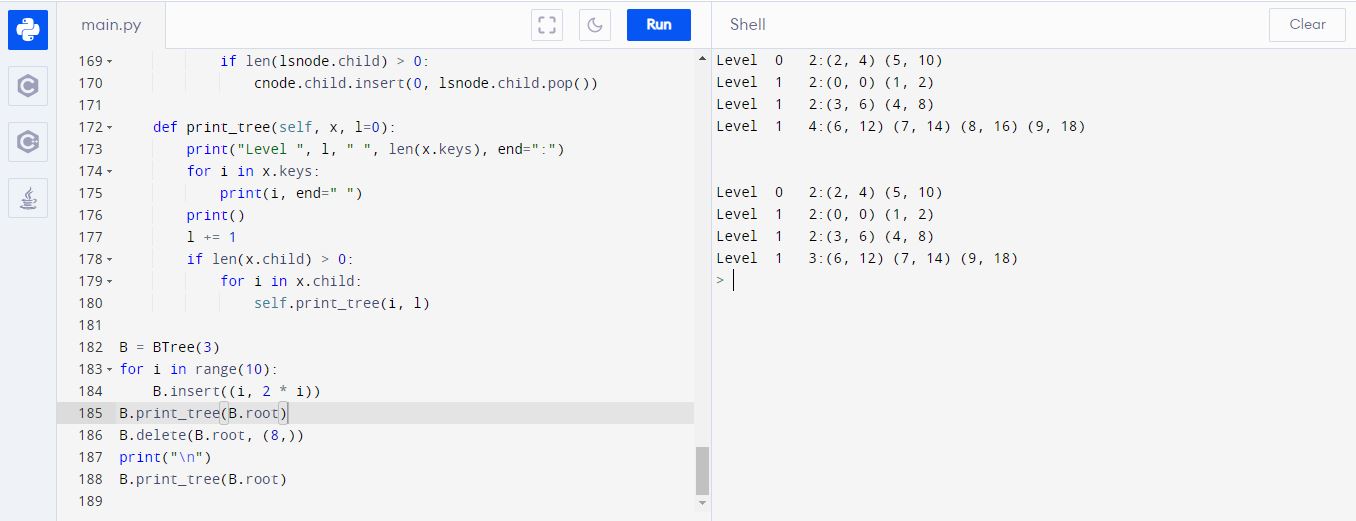 main.py
Run
Shell
Clear
169 if len(lsnode.child) > 0:
170 cnode.child.insert(0, lsnode.child.pop())
171
172 def print_tree(self, x, l=0):
173 print("Level ", l, " ", len(x.keys), end=":")
174 for i in x.keys:
175 print(i, end=" ")
176 print()
177 l += 1
178 if len(x.child) > 0:
179 for i in x.child:
180 self.print_tree(i, l)
181
182 B = BTree(3)
183 for i in range(10):
184 B.insert((i, 2 * i))
185 B.print_tree(B.root)
186 B.delete(B.root, (8,))
187 print("\n")
188 B.print_tree(B.root)
189
Level  0   2:(2, 4) (5, 10)
Level  1   2:(0, 0) (1, 2)
Level  1   2:(3, 6) (4, 8)
Level  1   4:(6, 12) (7, 14) (8, 16) (9, 18)
Level  0   2:(2, 4) (5, 10)
Level  1   2:(0, 0) (1, 2)
Level  1   2:(3, 6) (4, 8)
Level  1   3:(6, 12) (7, 14) (9, 18)
>